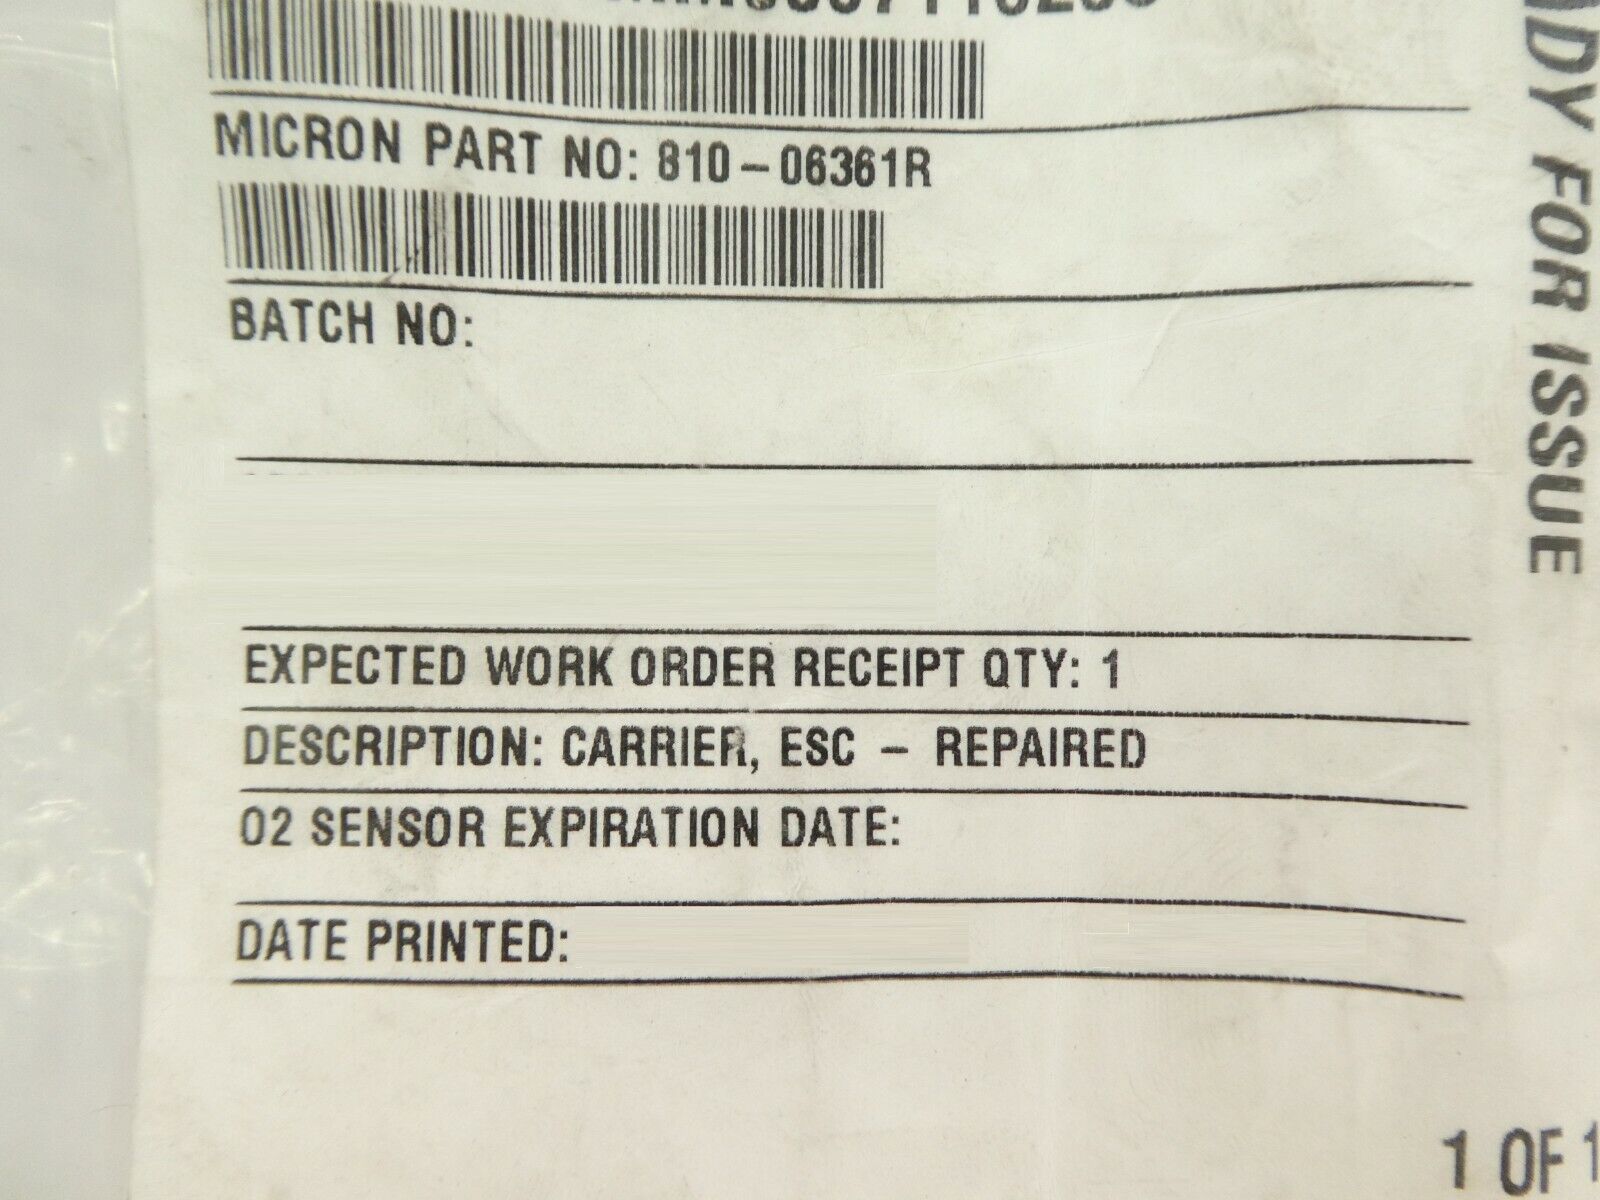 MICRON PART NO: 810-06361R
BATCH NO:
EXPECTED WORK ORDER RECEIPT QTY: 1
DESCRIPTION: CARRIER, ESC - REPAIRED
O2 SENSOR EXPIRATION DATE:
DATE PRINTED:
FOR ISSUE
1 OF 1